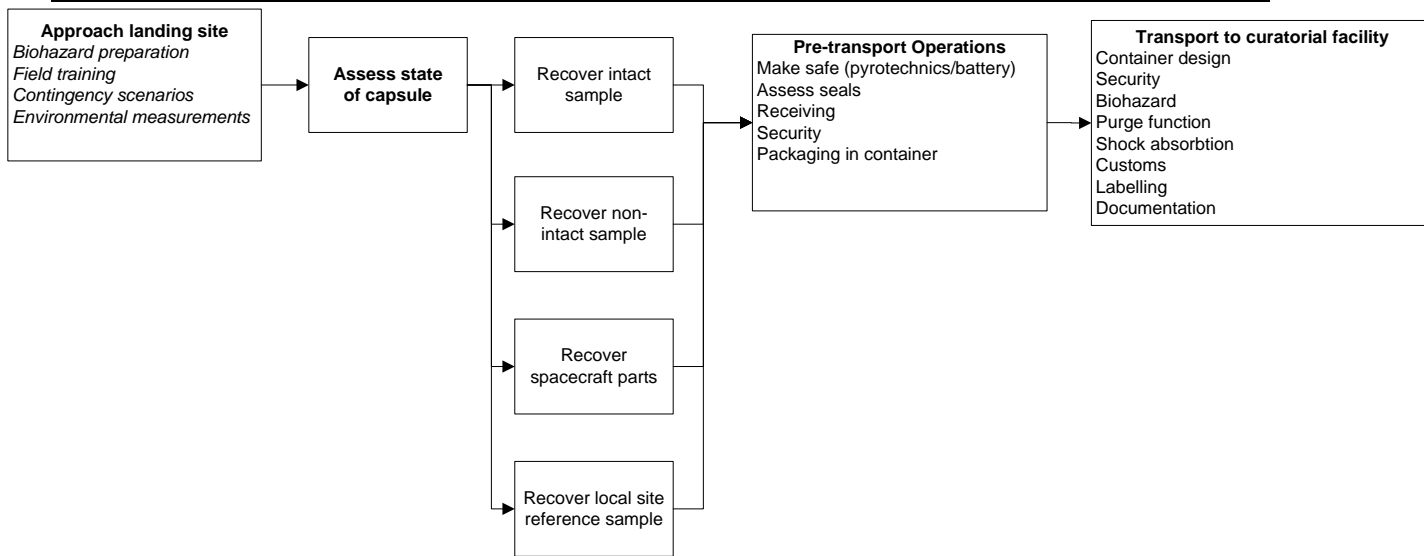 Approach landing site
Biohazard preparation
Field training
Contingency scenarios
Environmental measurements
Assess state
of capsule
Recover intact
sample
Recover non-
intact sample
Recover
spacecraft parts
Recover local site
reference sample
Pre-transport Operations
Make safe (pyrotechnics/battery)
Assess seals
Receiving
Security
Packaging in container
Transport to curatorial facility
Container design
Security
Biohazard
Purge function
Shock absorbtion
Customs
Labelling
Documentation